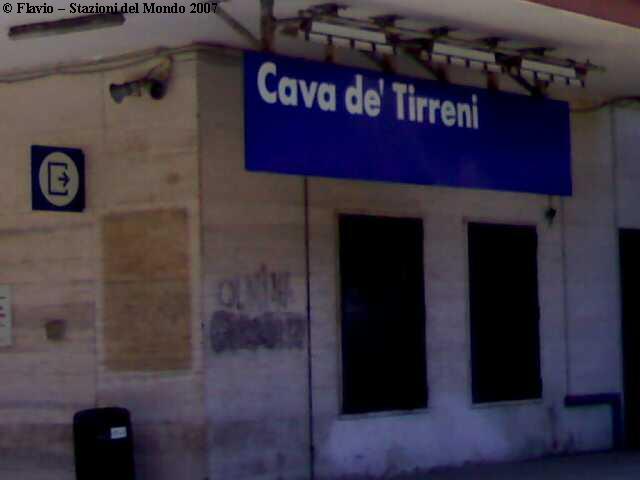 © Flavio – Stazioni del Mondo 2007
Cava de' Tirreni